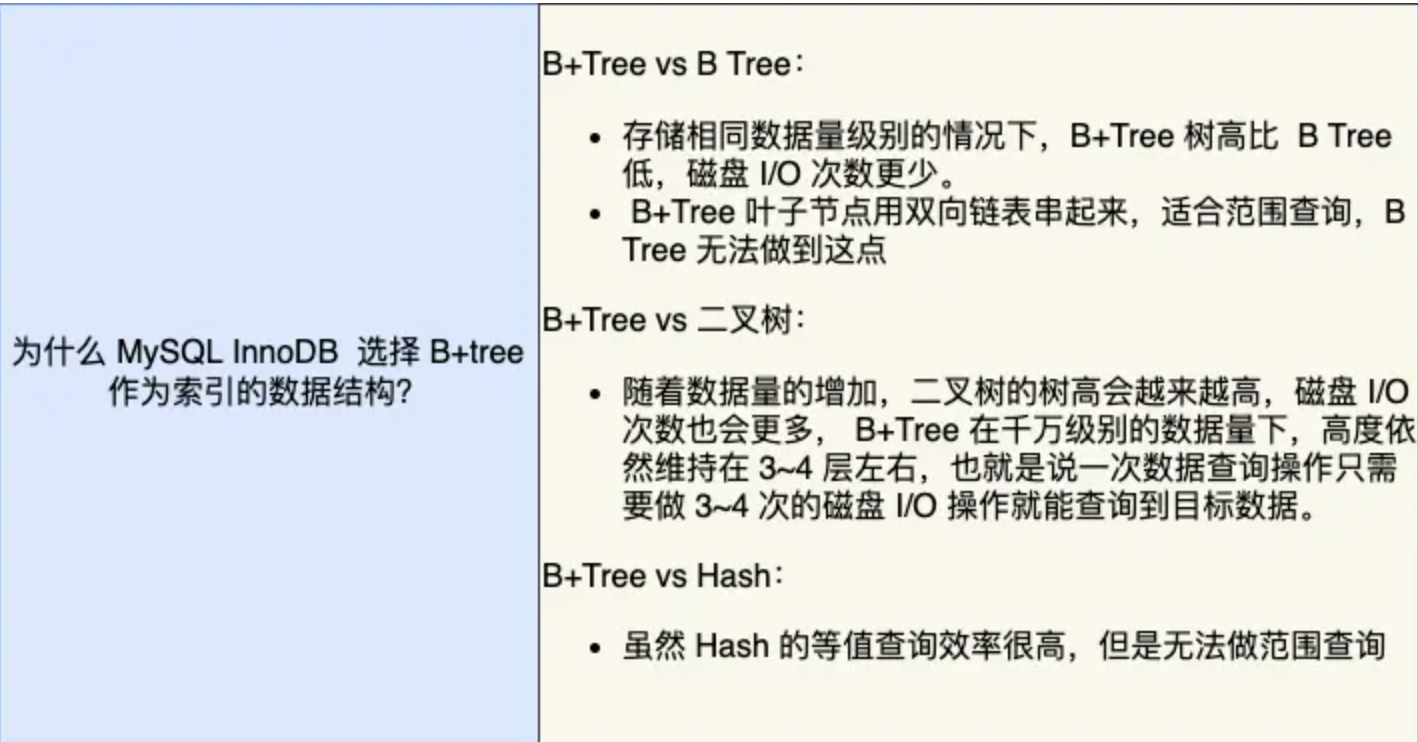 为什么 MySQL InnoDB 选择 B+tree
作为索引的数据结构?
B+Tree vs B Tree:
• 存储相同数据量级别的情况下，B+Tree 树高比 B Tree
低，磁盘 I/O 次数更少。
• B+Tree 叶子节点用双向链表串起来，适合范围查询，B
Tree 无法做到这点
B+Tree vs 二叉树:
• 随着数据量的增加，二叉树的树高会越来越高，磁盘 I/O
次数也会更多， B+Tree 在千万级别的数据量下，高度依
然维持在 3~4 层左右，也就是说一次数据查询操作只需
要做 3~4 次的磁盘 I/O 操作就能查询到目标数据。
B+Tree vs Hash:
• 虽然 Hash 的等值查询效率很高，但是无法做范围查询